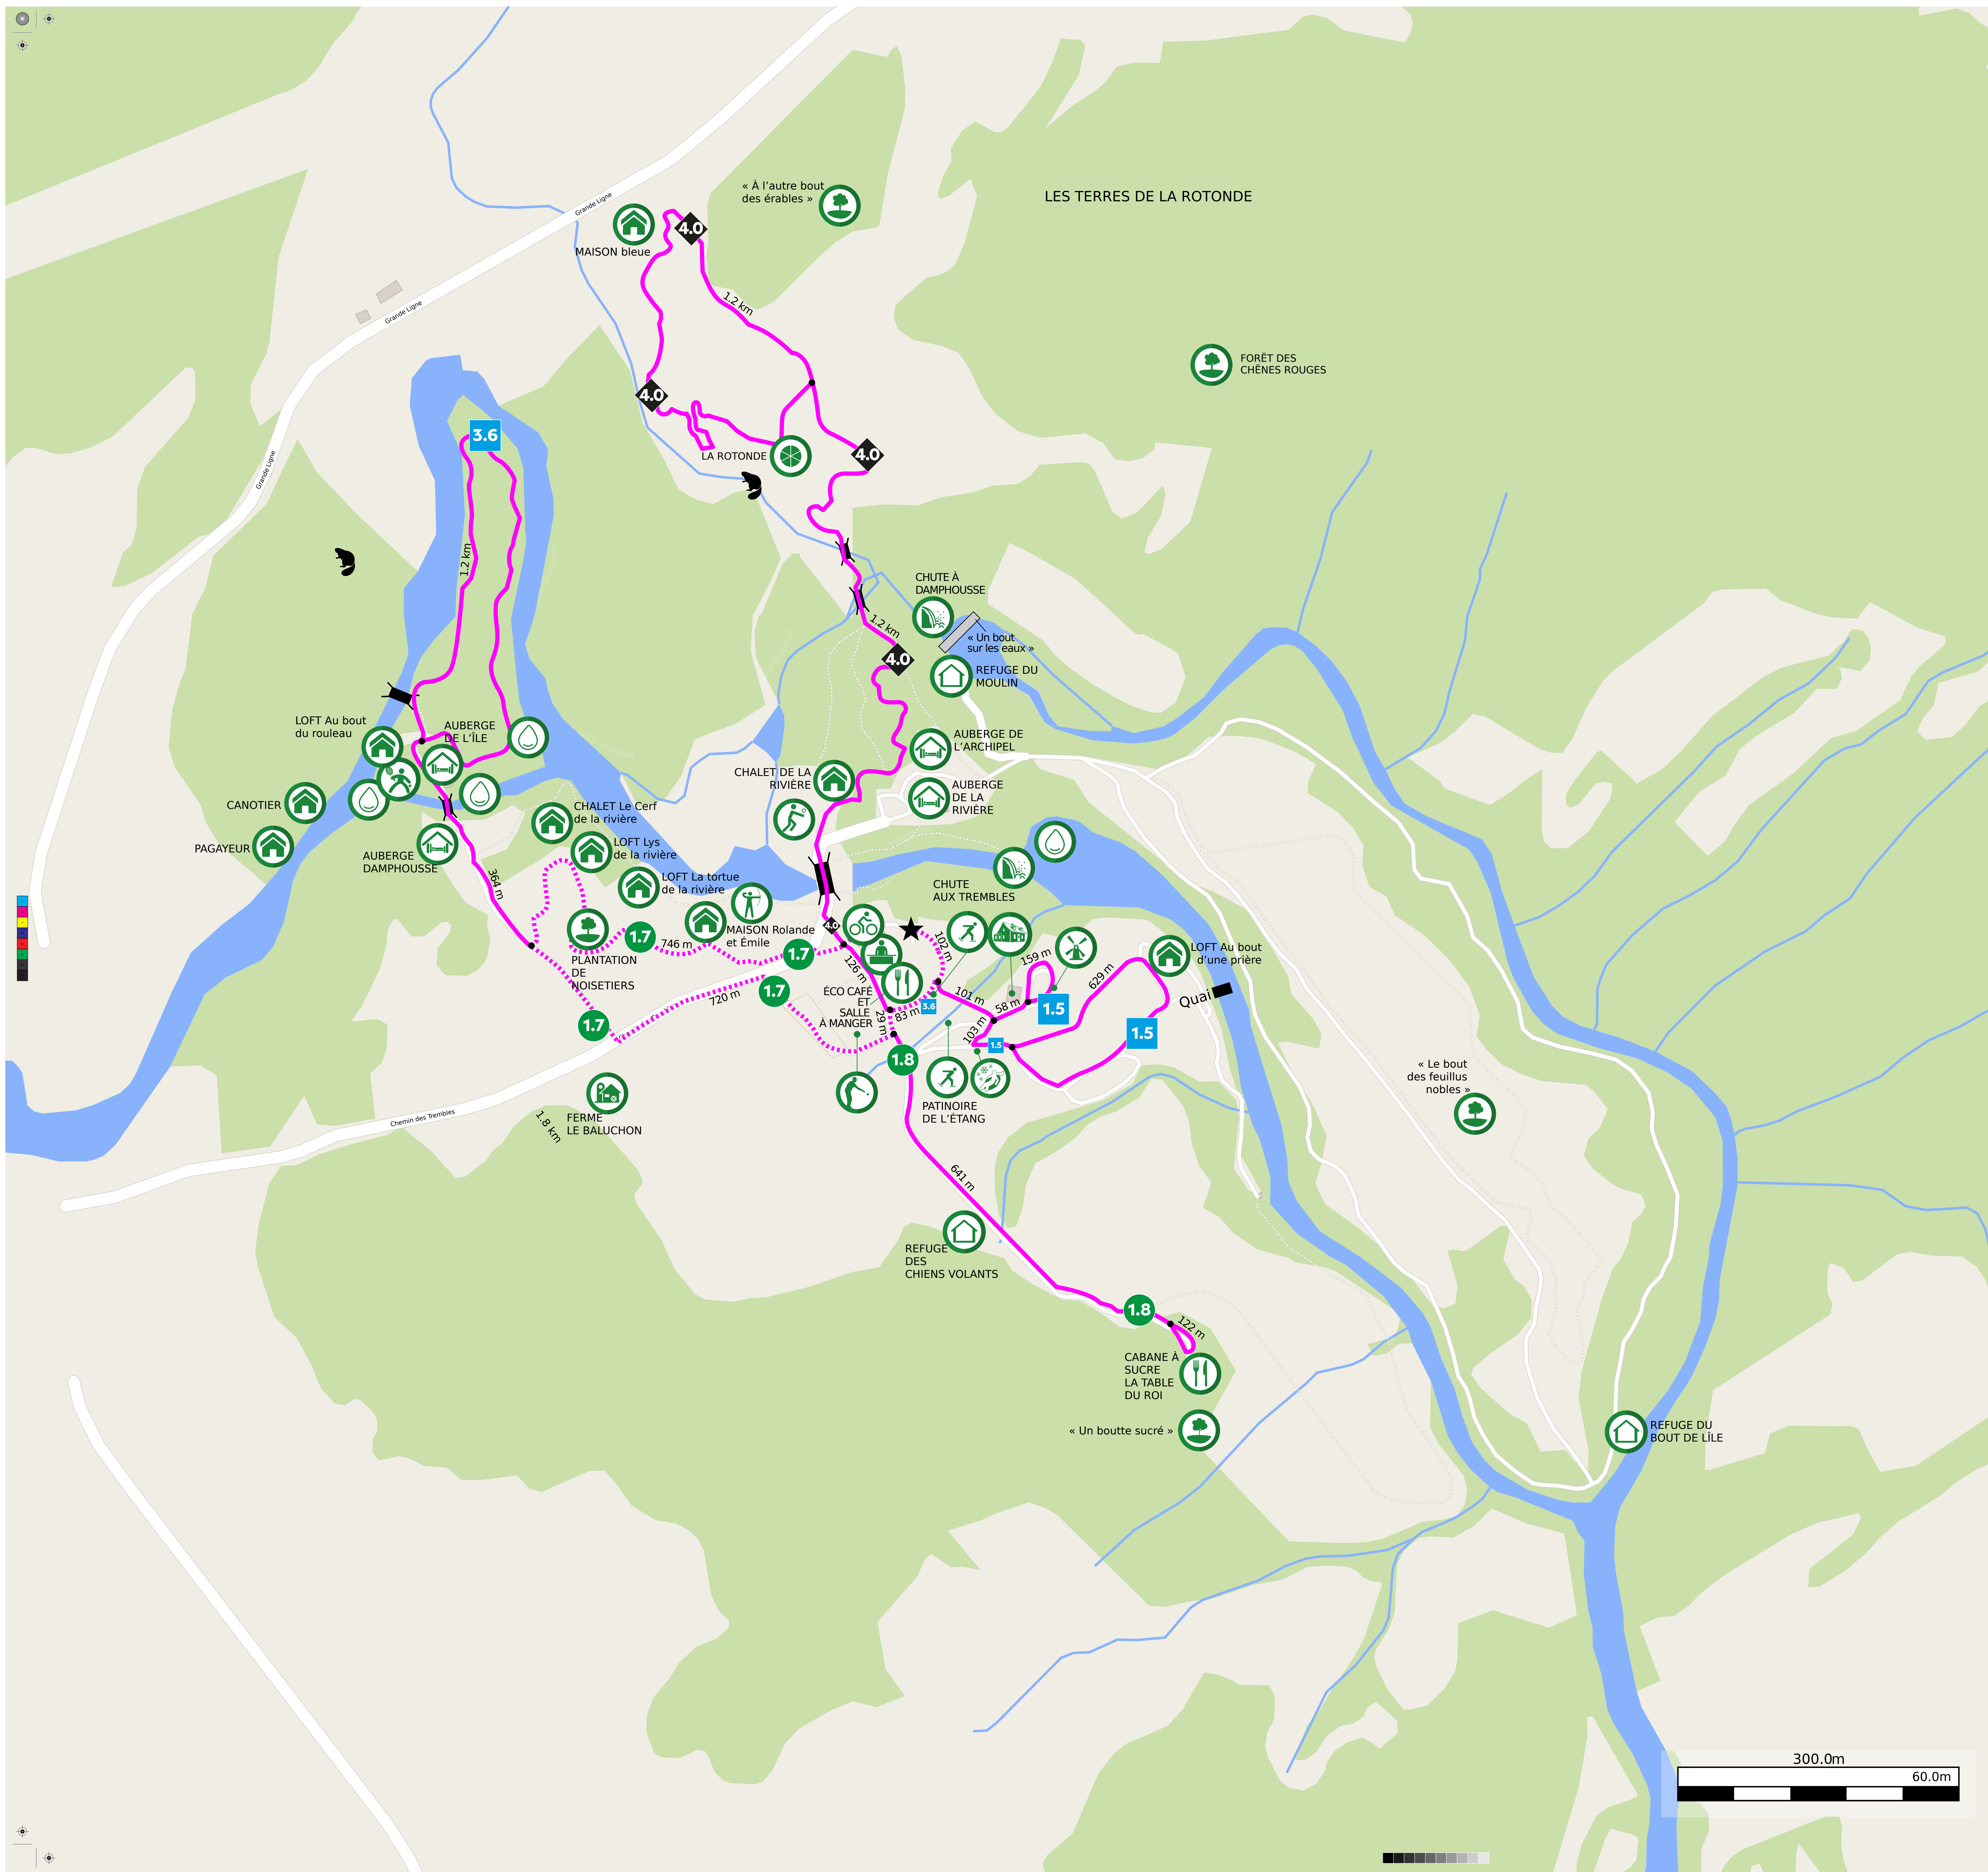 LES TERRES DE LA ROTONDE
« À l’autre bout
des érables »
Grande Ligne
4.0
MAISON bleue
1.2 km
Grande Ligne
FORÊT DES
CHÊNES ROUGES
4.0
3.6
LA ROTONDE
4.0
Grande Ligne
1.2 km
CHUTE À
DAMPHOUSSE
1.2 km
« Un bout
sur les eaux »
4.0
REFUGE DU
MOULIN
LOFT Au bout
du rouleau
AUBERGE
DE L’ÎLE
AUBERGE DE
L’ARCHIPEL
CHALET DE LA
RIVIÈRE
AUBERGE
DE LA
RIVIÈRE
CANOTIER
CHALET Le Cerf
de la rivière
PAGAYEUR
LOFT Lys
de la rivière
AUBERGE
DAMPHOUSSE
364 m
LOFT La tortue
de la rivière
CHUTE
AUX TREMBLES
4.0
MAISON Rolande
et Émile
1.7
746 m
1.7
102 m
LOFT Au bout
d’une prière
PLANTATION
DE
NOISETIERS
126 m
159 m
629 m
1.7
720 m
ÉCO CAFÉ
ET
SALLE
À MANGER
101 m
58 m
1.5
Quai
3.6
83 m
29 m
103 m
1.5
1.5
1.7
1.8
« Le bout
des feuillus
nobles »
FERME
LE BALUCHON
1.8 km
Chemin des Trembles
PATINOIRE
DE L’ÉTANG
641 m
REFUGE
DES
CHIENS VOLANTS
1.8
122 m
CABANE À
SUCRE
LA TABLE
DU ROI
« Un boutte sucré »
REFUGE DU
BOUT DE L’ÎLE
300.0m
60.0m